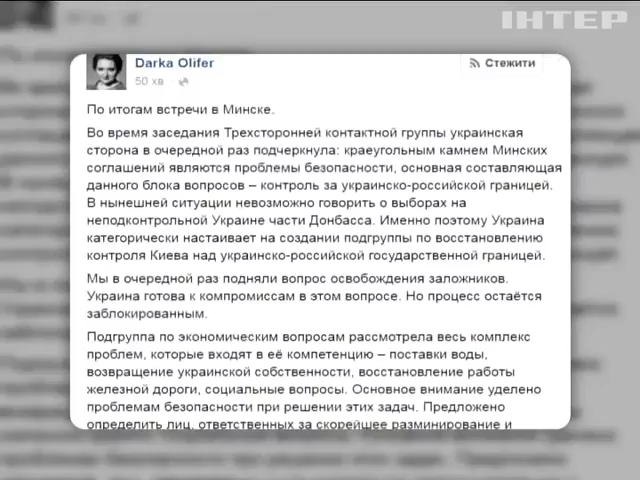 ІНТЕР
Darka Olifer
Стежити
50 хв
По итогам встречи в Минске.
Во время заседания Трехсторонней контактной группы украинская
сторона в очередной раз подчеркнула: краеугольным камнем Минских
соглашений являются проблемы безопасности, основная составляющая
данного блока вопросов – контроль за украинско-российской границей.
В нынешней ситуации невозможно говорить о выборах на
неподконтрольной Украине части Донбасса. Именно поэтому Украина
категорически настаивает на создании подгруппы по восстановлению
контроля Киева над украинско-российской государственной границей.
Мы в очередной раз подняли вопрос освобождения заложников.
Украина готова к компромиссам в этом вопросе. Но процесс остаётся
заблокированным.
Подгруппа по экономическим вопросам рассмотрела весь комплекс
проблем, которые входят в её компетенцию – поставки воды,
возвращение украинской собственности, восстановление работы
железной дороги, социальные вопросы. Основное внимание уделено
проблемам безопасности при решении этих задач. Предложено
определить лиц, ответственных за скорейшее разминирование и